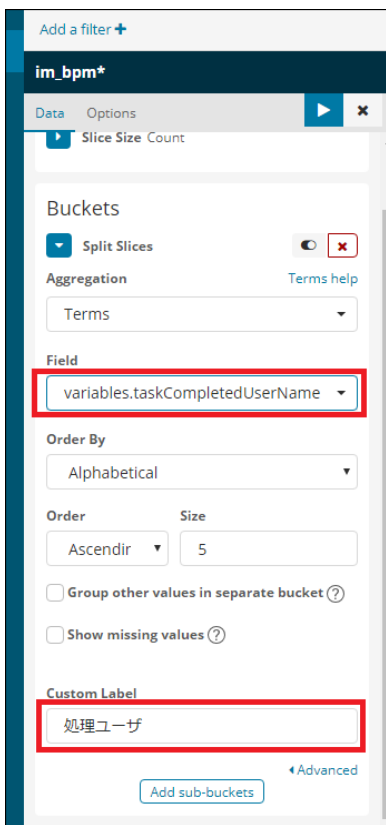 Add a filter +
im_bpm*
Data Options
Slice Size Count
Buckets
Split Slices
Aggregation Terms help
Terms
Field
variables.taskCompletedUserName
Order By
Alphabetical
Order Size
Ascendir 5
Group other values in separate bucket ?
Show missing values ?
Custom Label
処理ユーザ
Advanced
Add sub-buckets